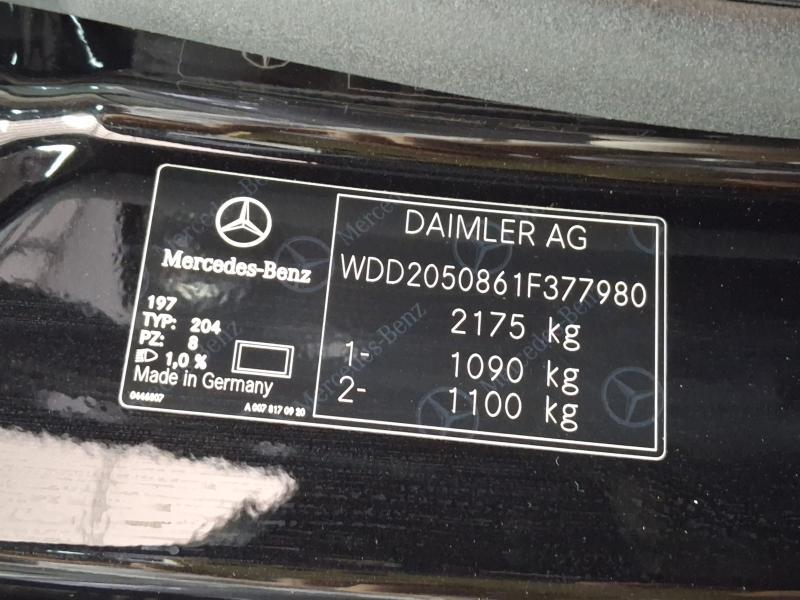 Mercedes-Benz
197
TYP: 204
PZ: 8
1,0 %
Made in Germany
0446807
A 007 817 09 20
DAIMLER AG
WDD2050861F377980
2175 kg
1- 1090 kg
2- 1100 kg